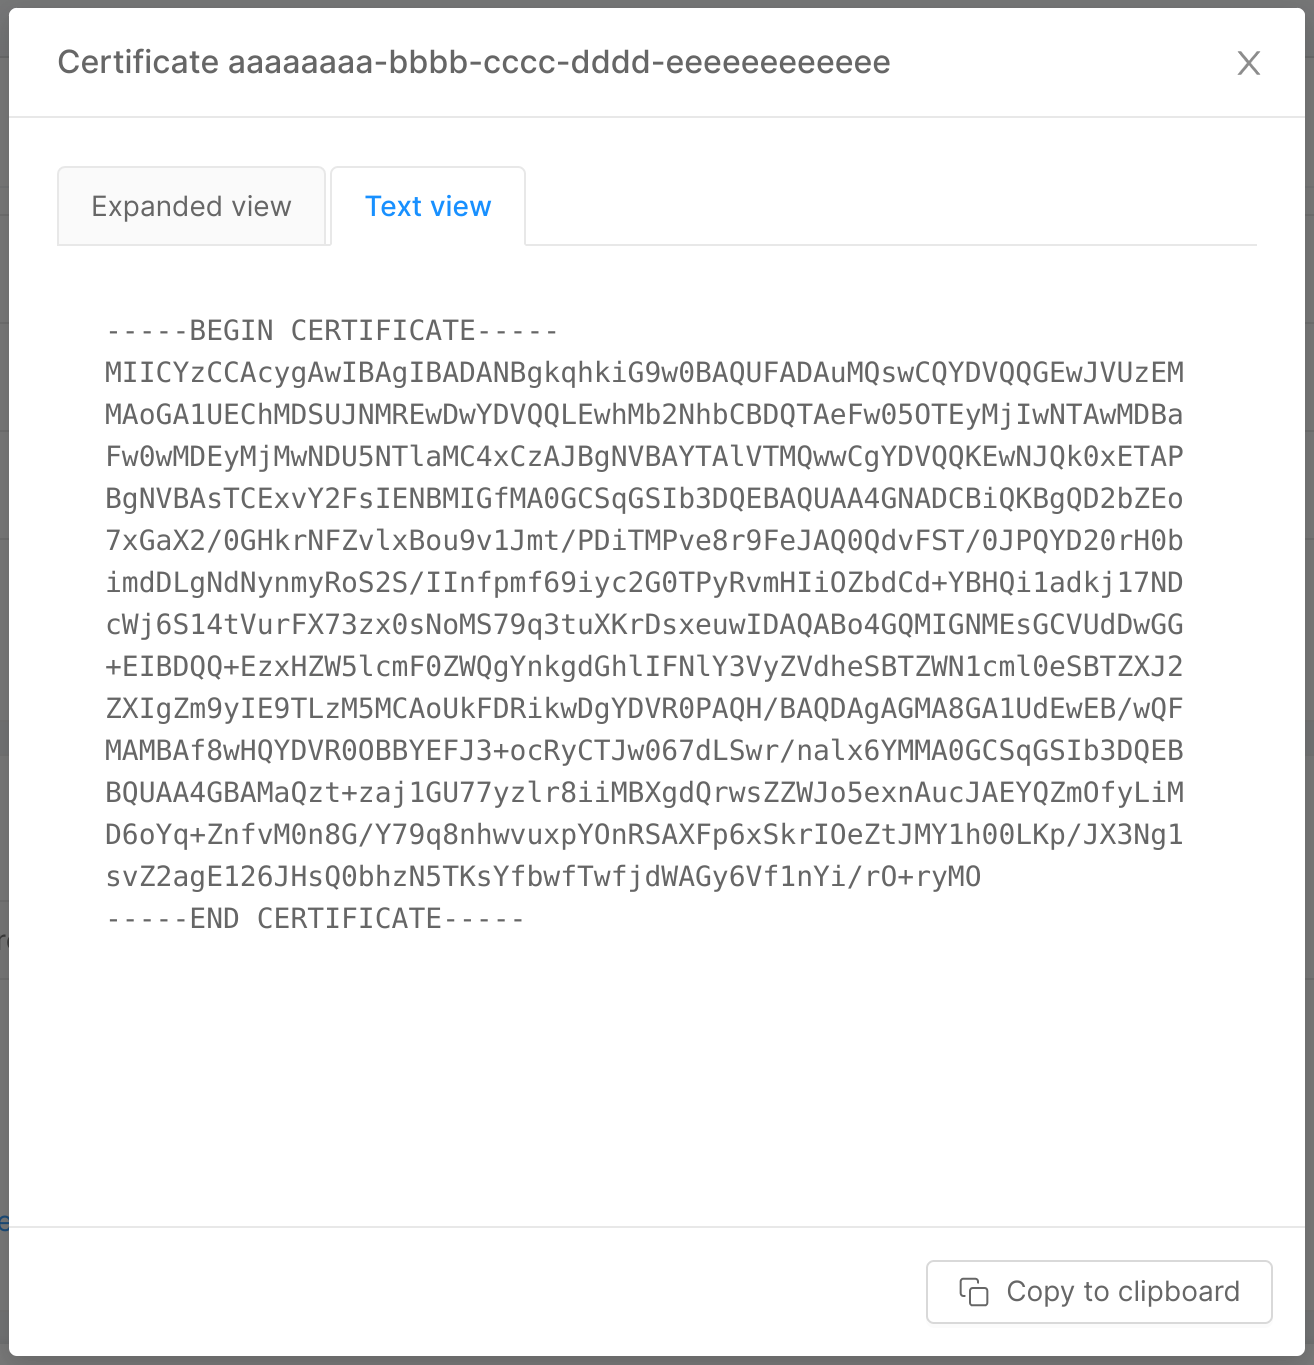 Certificate aaaaaaaa-bbbb-cccc-dddd-eeeeeeeeeeee
Expanded view
Text view
-----BEGIN CERTIFICATE-----
MIICYzCCAcygAwIBAgIBADANBgkqhkiG9w0BAQUFADAuMQswCQYDVQQGEwJVUzEM
MAoGA1UEChMDSUJNMREwDwYDVQQLEwhMb2NhbCBDQTAeFw05OTEyMjIwNTAwMDBa
Fw0wMDEyMjMwNDU5NTlaMC4xCzAJBgNVBAYTAlVTMQwwCgYDVQQKEwNJQk0xETAP
BgNVBAsTCExvY2FsIENBMIGfMA0GCSqGSIb3DQEBAQUAA4GNADCBiQKBgQD2bZEo
7xGaX2/0GHkrNFZvlxBou9v1Jmt/PDiTMPve8r9FeJAQ0QdvFST/0JPQYD20rH0b
imdDLgNdNynmyRoS2S/IInfpmf69iyc2G0TPyRvmHIiOZbdCd+YBHQi1adkj17ND
cWj6S14tVurFX73zx0sNoMS79q3tuXKrDsxeuwIDAQABo4GQMIGNMEsGCVUdDwGG
+EIBDQQ+EzxHZW5lcmF0ZWQgYnkgdGhlIFNlY3VyZVdheSBTZWN1cml0eSBTZXJ2
ZXIgZm9yIE9TLzM5MCAoUkFDRikwDgYDVR0PAQH/BAQDAgAGMA8GA1UdEwEB/wQF
MAMBAf8wHQYDVR0OBBYEFJ3+ocRyCTJw067dLSwr/nalx6YMMA0GCSqGSIb3DQEB
BQUAA4GBAMaQzt+zaj1GU77yzlr8iiMBXgdQrwsZZWJo5exnAucJAEYQZmOfyLiM
D6oYq+ZnfvM0n8G/Y79q8nhwvuxpYOnRSAXFp6xSkrIOeZtJMY1h00LKp/JX3Ng1
svZ2agE126JHsQ0bhzN5TKsYfbwfTwfjdWAGy6Vf1nYi/rO+ryMO
-----END CERTIFICATE-----
Copy to clipboard